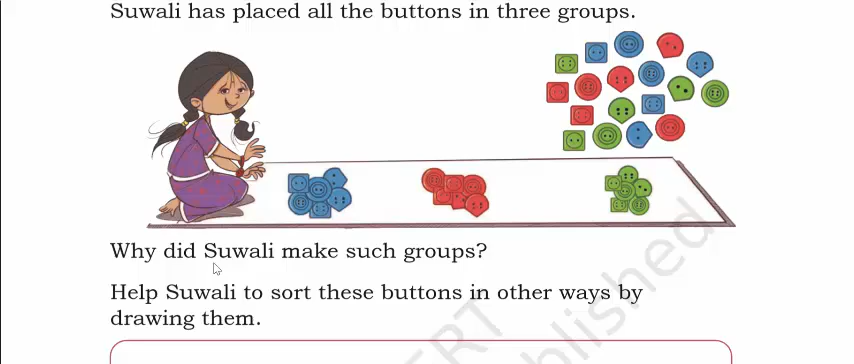 Suwali has placed all the buttons in three groups.
Why did Suwali make such groups?
Help Suwali to sort these buttons in other ways by
drawing them.